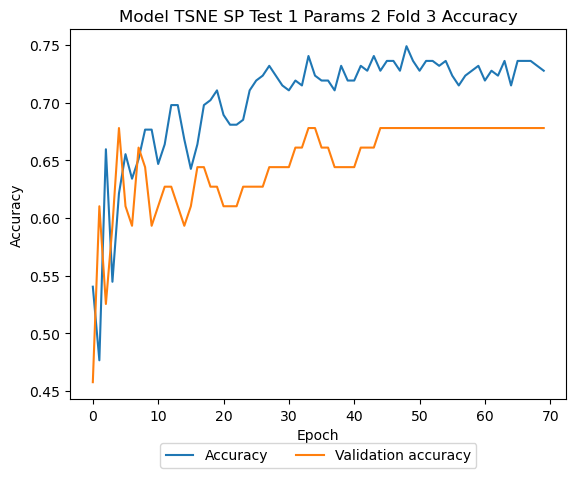 Model TSNE SP Test 1 Params 2 Fold 3 Accuracy
Accuracy
0.75
0.70
0.65
0.60
0.55
0.50
0.45
0 10 20 30 40 50 60 70
Epoch
Accuracy Validation accuracy